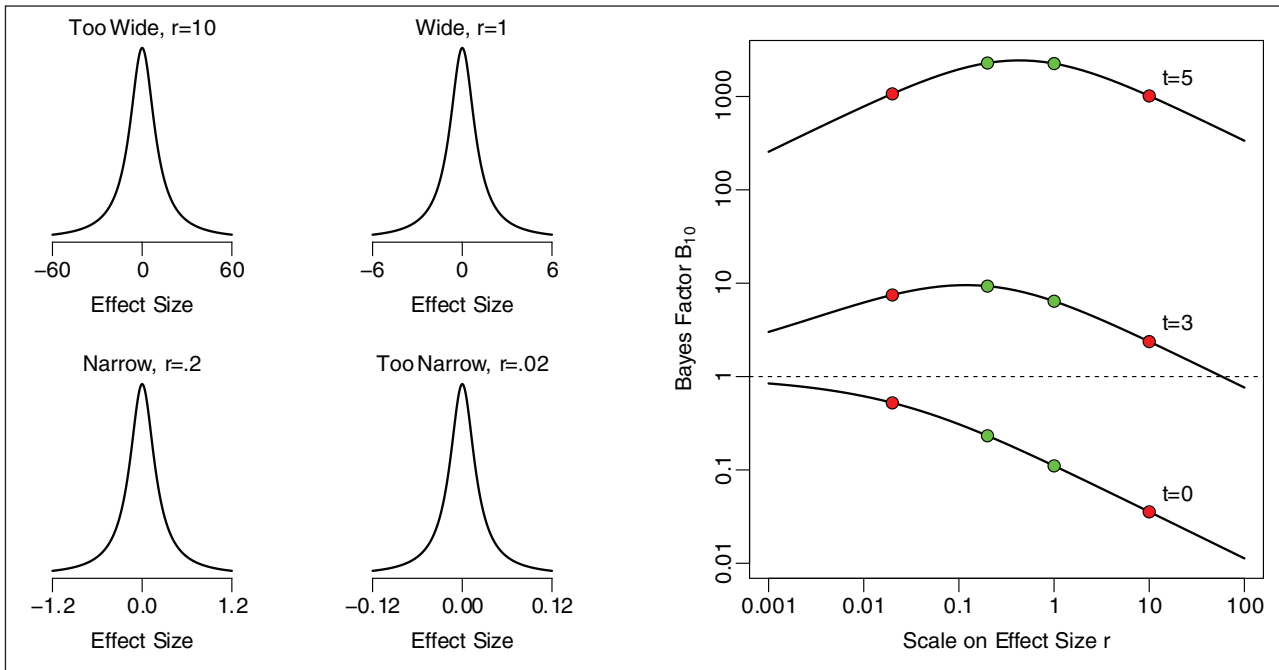 Too Wide, r=10
−60 0 60
Effect Size
Wide, r=1
−6 0 6
Effect Size
Narrow, r=.2
−1.2 0.0 1.2
Effect Size
Too Narrow, r=.02
−0.12 0.00 0.12
Effect Size
Bayes Factor B10
1000
100
10
1
0.1
0.01
t=5
t=3
t=0
0.001 0.01 0.1 1 10 100
Scale on Effect Size r